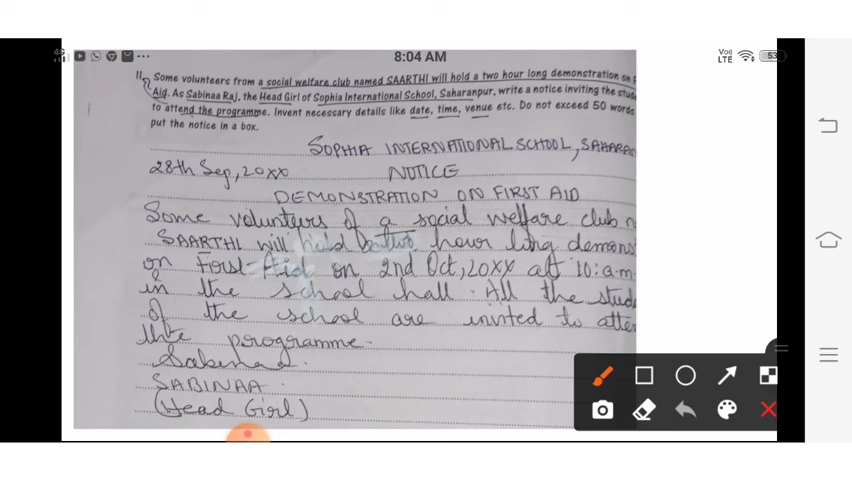 4G 8:04 AM Vo) LTE 53
11. Some volunteers from a social welfare club named SAARTHI will hold a two hour long demonstration on
Aid. As Sabinaa Raj, the Head Girl of Sophia International School, Saharanpur, write a notice inviting the
to attend the programme. Invent necessary details like date, time, venue etc. Do not exceed 50 words
put the notice in a box.
SOPHIA INTERNATIONAL SCHOOL,
28th Sep, 20xx NOTICE
DEMONSTRATION ON FIRST AID
Some volunteers of a social welfare club
SAARTHI will hold a two hour long
on First-Aid on 2nd Oct, 20XX at 10:a.m.
in the school hall. All the
of the school are invited to
the programme.
Sabinaa
SABINAA
(Head Girl)